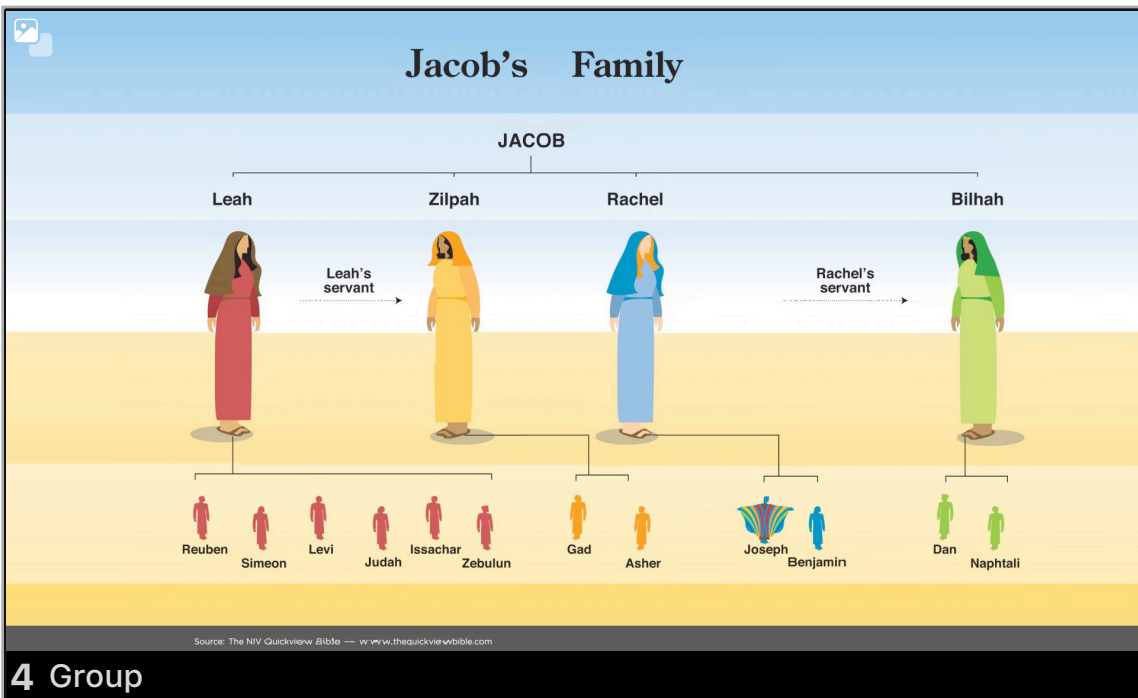 Jacob's Family
JACOB
Leah Zilpah Rachel Bilhah
Leah's
servant
Rachel's
servant
Reuben
Simeon
Levi
Judah
Issachar
Zebulun
Gad
Asher
Joseph
Benjamin
Dan
Naphtali
Source: The NIV Quickview Bible — www.thequickviewbible.com
4 Group